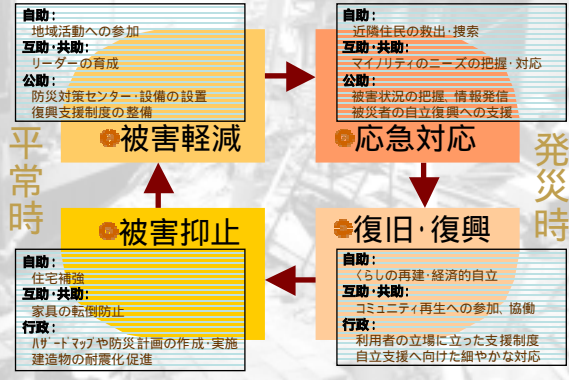 自助:
地域活動への参加
互助・共助:
リーダーの育成
公助:
防災対策センター・設備の設置
復興支援制度の整備
被害軽減
自助:
近隣住民の救出・捜索
互助・共助:
マイノリティのニーズの把握・対応
公助:
被害状況の把握、情報発信
被災者の自立復興への支援
応急対応
平常時
発災時
被害抑止
自助:
住宅補強
互助・共助:
家具の転倒防止
行政:
ハザードマップや防災計画の作成・実施
建造物の耐震化促進
復旧・復興
自助:
くらしの再建・経済的自立
互助・共助:
コミュニティ再生への参加、協働
行政:
利用者の立場に立った支援制度
自立支援へ向けた細やかな対応